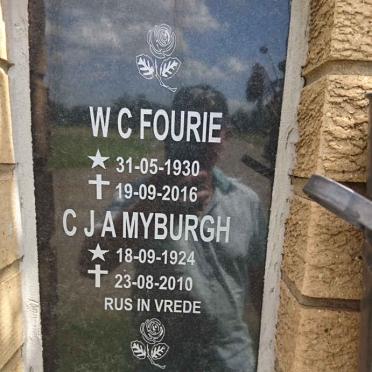 W C FOURIE
★ 31-05-1930
✝ 19-09-2016
C J A MYBURGH
★ 18-09-1924
✝ 23-08-2010
RUS IN VREDE